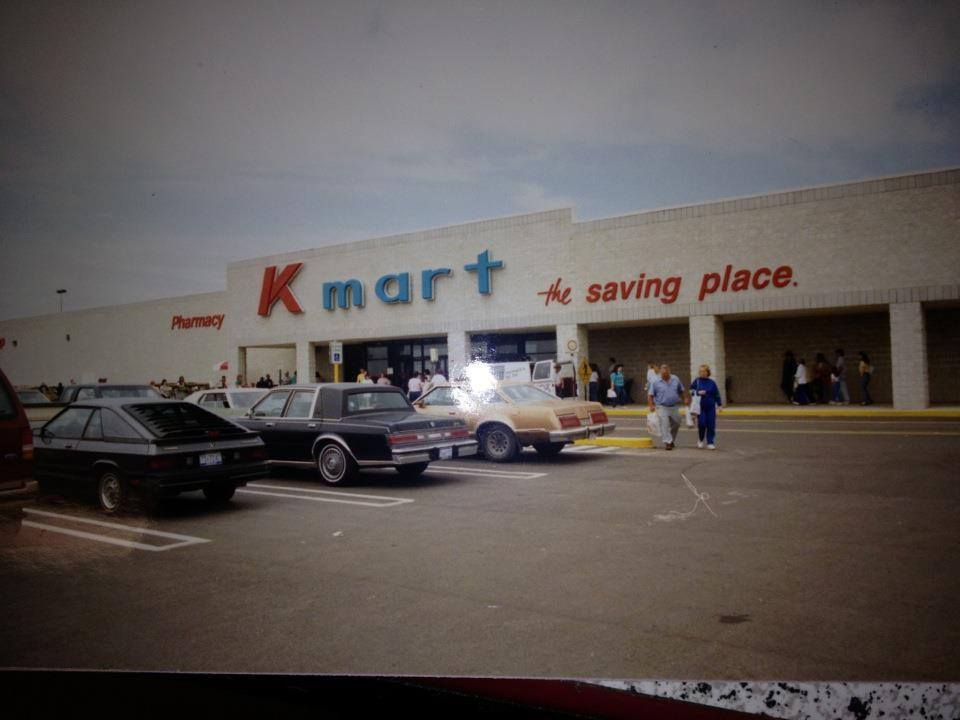 K mart
the saving place.
Pharmacy